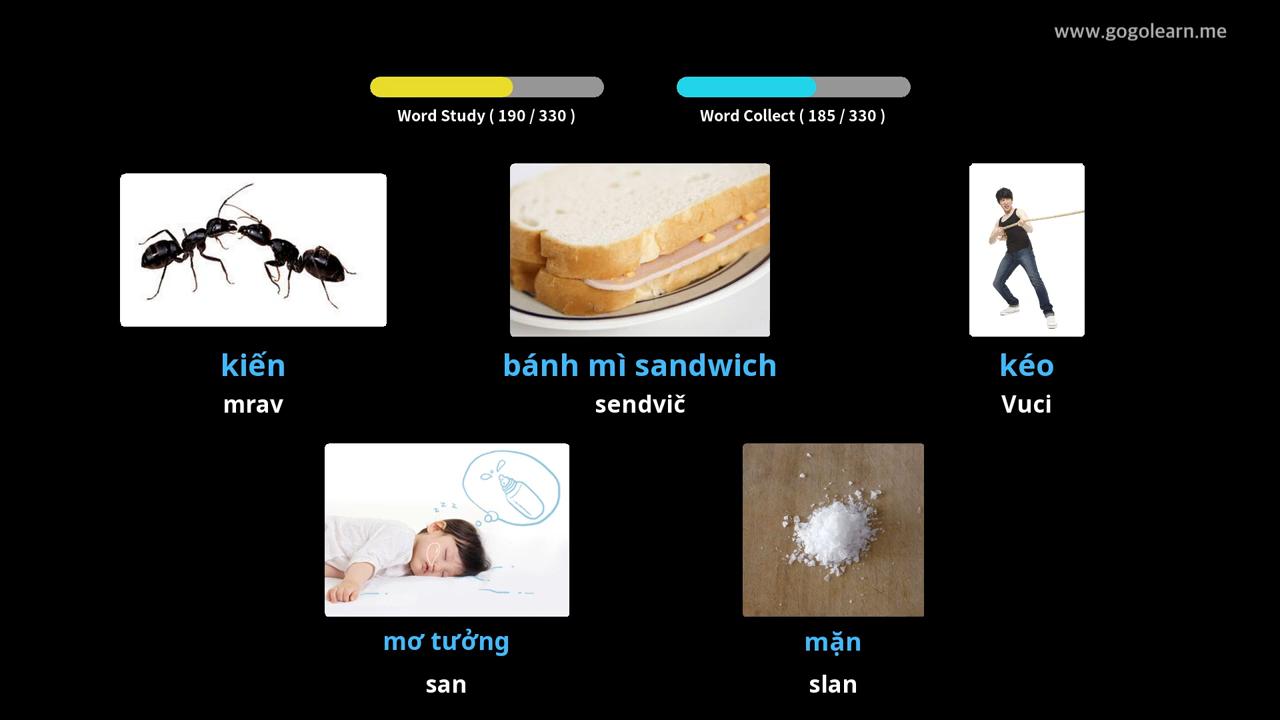 www.gogolearn.me
Word Study ( 190 / 330 )
Word Collect ( 185 / 330 )
kiến
mrav
bánh mì sandwich
sendvič
kéo
Vuci
mơ tưởng
san
mặn
slan